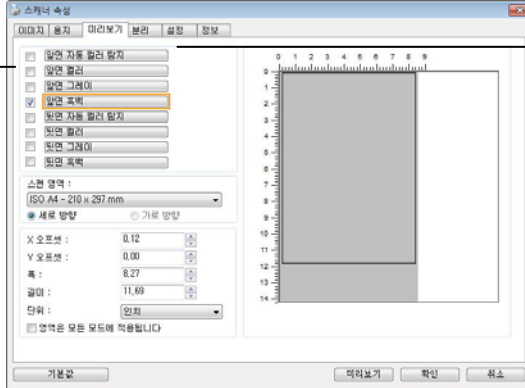 스캐너 속성
이미지 용지 미리보기 분리 설정 정보
앞면 자동 컬러 탐지
앞면 컬러
앞면 그레이
앞면 흑백
뒷면 자동 컬러 탐지
뒷면 컬러
뒷면 그레이
뒷면 흑백
스캔 영역 :
ISO A4 - 210 x 297 mm
세로 방향 가로 방향
X 오프셋 : 0,12
Y 오프셋 : 0,00
폭 : 8,27
길이 : 11,69
단위 : 인치
영역은 모든 모드에 적용됩니다
0 1 2 3 4 5 6 7 8 9
0
1
2
3
4
5
6
7
8
9
10
11
12
13
14
기본값 미리보기 확인 취소